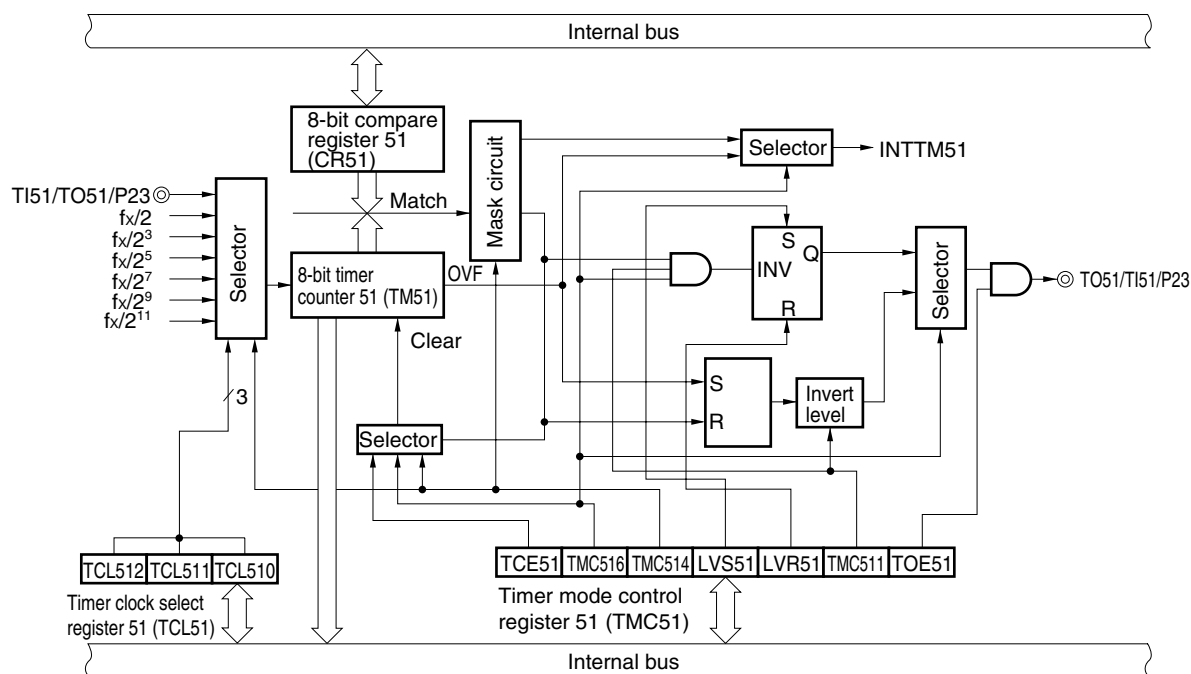 Internal bus
8-bit compare
register 51
(CR51)
Mask circuit
Selector
INTTM51
TI51/TO51/P23
fx/2
fx/2³
fx/2⁵
fx/2⁷
fx/2⁹
fx/2¹¹
Selector
Match
8-bit timer
counter 51 (TM51)
OVF
Clear
S
INV
Q
R
Selector
TO51/TI51/P23
S
R
Invert
level
3
Selector
TCL512 TCL511 TCL510
Timer clock select
register 51 (TCL51)
TCE51 TMC516 TMC514 LVS51 LVR51 TMC511 TOE51
Timer mode control
register 51 (TMC51)
Internal bus